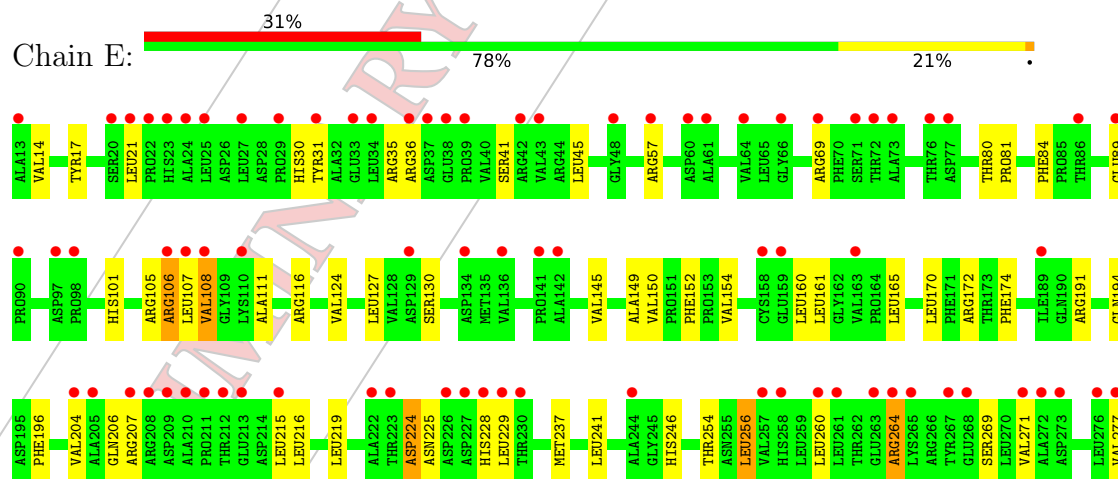 31%
Chain E:
78% 21% •
ALA13 VAL14 TYR17 SER20 LEU21 PRO22 HIS23 ALA24 LEU25 ASP26 LEU27 ASP28 PRO29 HIS30 TYR31 ALA32 GLU33 LEU34 ARG35 ARG36 ASP37 GLU38 PRO39 VAL40 SER41 ARG42 VAL43 ARG44 LEU45 GLY48 ARG57 ASP60 ALA61 VAL64 LEU65 GLY66 ARG69 PHE70 SER71 THR72 ALA73 THR76 ASP77 THR80 PRO81 PHE84 PRO85 THR86 GLU89
PRO90 ASP97 PRO98 HIS101 ARG105 ARG106 LEU107 VAL108 GLY109 LYS110 ALA111 ARG116 VAL124 LEU127 VAL128 ASP129 SER130 ASP134 MET135 VAL136 PRO141 ALA142 VAL145 ALA149 VAL150 PRO151 PHE152 PRO153 VAL154 CYS158 GLU159 LEU160 LEU161 GLY162 VAL163 PRO164 LEU165 LEU170 PHE171 ARG172 THR173 PHE174 ILE189 GLN190 ARG191
ASP195 PHE196 VAL204 ALA205 GLN206 ARG207 ARG208 ASP209 ALA210 PRO211 THR212 GLU213 ASP214 LEU215 LEU216 LEU219 ALA222 THR223 ASP224 ASN225 ASP226 ASP227 HIS228 LEU229 THR230 MET237 LEU241 ALA244 GLY245 HIS246 THR254 ASN255 LEU256 VAL257 HIS258 LEU259 LEU260 LEU261 THR262 GLU263 ARG264 LYS265 ARG266 TYR267 GLU268 SER269 LEU270 VAL271 ALA272 ASP273 LEU276 VAL277